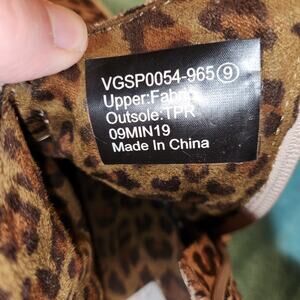 VGSP0054-965 ⑨
Upper:Fabric
Outsole:TPR
09MIN19
Made In China